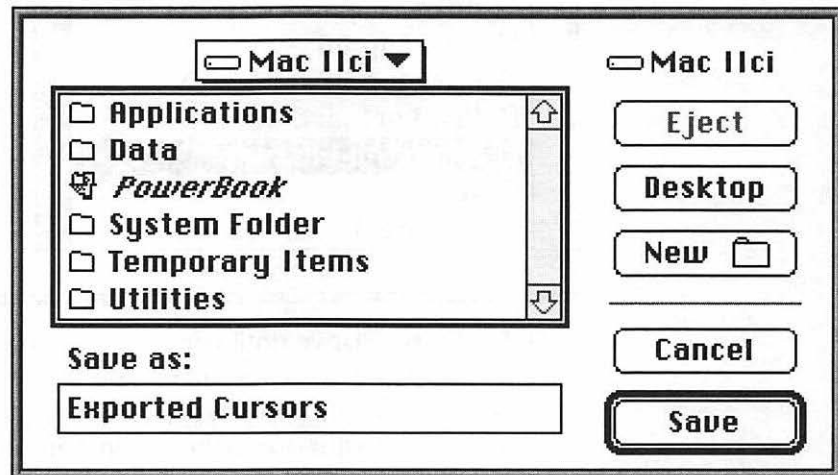 Mac IIci
Mac IIci
Applications
Data
PowerBook
System Folder
Temporary Items
Utilities
Eject
Desktop
New
Save as:
Exported Cursors
Cancel
Save